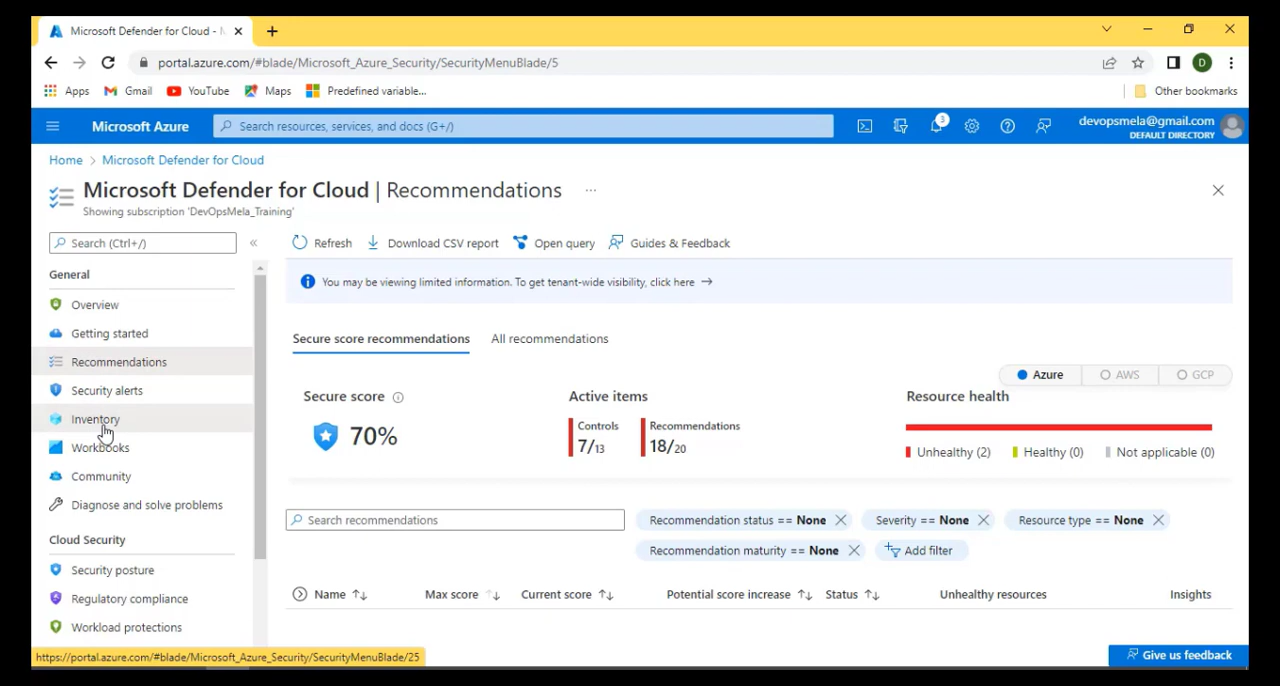 Microsoft Defender for Cloud - M
portal.azure.com/#blade/Microsoft_Azure_Security/SecurityMenuBlade/5
D
Apps Gmail YouTube Maps Predefined variable... Other bookmarks
Microsoft Azure Search resources, services, and docs (G+/) 3 devopsmela@gmail.com
DEFAULT DIRECTORY
Home > Microsoft Defender for Cloud
Microsoft Defender for Cloud | Recommendations ...
Showing subscription 'DevOpsMela_Training'
Search (Ctrl+/) «
Refresh Download CSV report Open query Guides & Feedback
General
You may be viewing limited information. To get tenant-wide visibility, click here →
Overview
Getting started
Recommendations
Security alerts
Inventory
Workbooks
Community
Diagnose and solve problems
Cloud Security
Security posture
Regulatory compliance
Workload protections
Secure score recommendations All recommendations
Azure AWS GCP
Secure score Active items Resource health
70%
Controls Recommendations
7/13 18/20
Unhealthy (2) Healthy (0) Not applicable (0)
Search recommendations
Recommendation status == None Severity == None Resource type == None
Recommendation maturity == None Add filter
Name ↑↓ Max score ↑↓ Current score ↑↓ Potential score increase ↑↓ Status ↑↓ Unhealthy resources Insights
https://portal.azure.com/#blade/Microsoft_Azure_Security/SecurityMenuBlade/25
Give us feedback